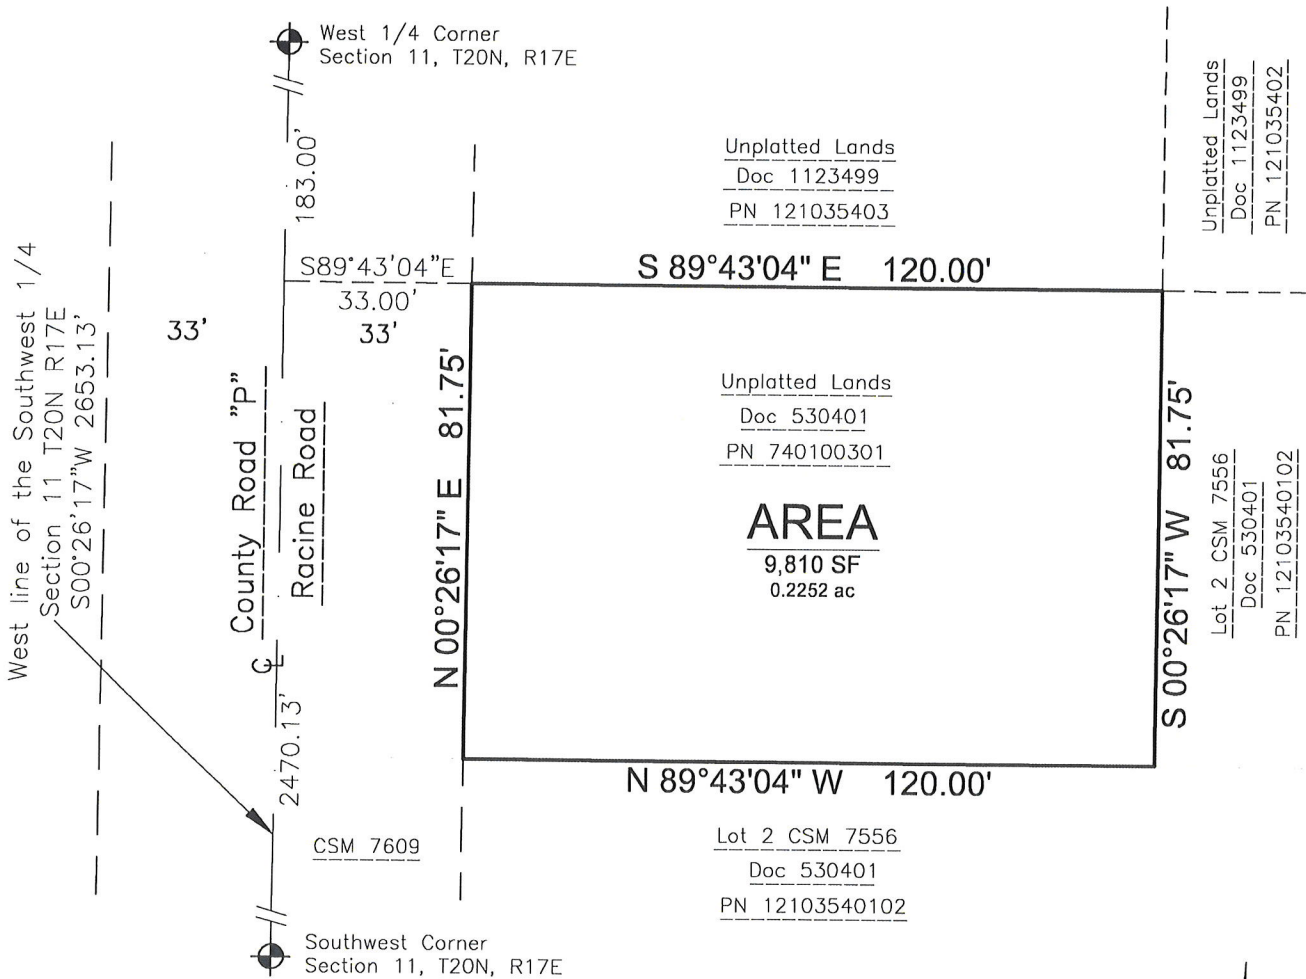 West 1/4 Corner
Section 11, T20N, R17E
183.00'
Unplatted Lands
Doc 1123499
PN 121035403
Unplatted Lands
Doc 1123499
PN 121035402
S89°43'04"E
33.00'
S 89°43'04" E 120.00'
33'
33'
West line of the Southwest 1/4
Section 11 T20N R17E
S00°26'17"W 2653.13'
County Road "P"
Racine Road
N 00°26'17" E 81.75'
Unplatted Lands
Doc 530401
PN 740100301
AREA
9,810 SF
0.2252 ac
S 00°26'17" W 81.75'
Lot 2 CSM 7556
Doc 530401
PN 12103540102
CL
2470.13'
N 89°43'04" W 120.00'
CSM 7609
Lot 2 CSM 7556
Doc 530401
PN 12103540102
Southwest Corner
Section 11, T20N, R17E